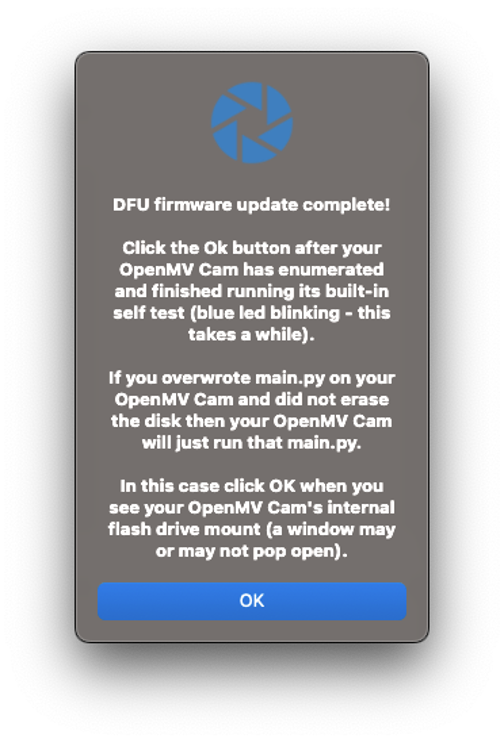 DFU firmware update complete!
Click the Ok button after your
OpenMV Cam has enumerated
and finished running its built-in
self test (blue led blinking - this
takes a while).
If you overwrote main.py on your
OpenMV Cam and did not erase
the disk then your OpenMV Cam
will just run that main.py.
In this case click OK when you
see your OpenMV Cam's internal
flash drive mount (a window may
or may not pop open).
OK